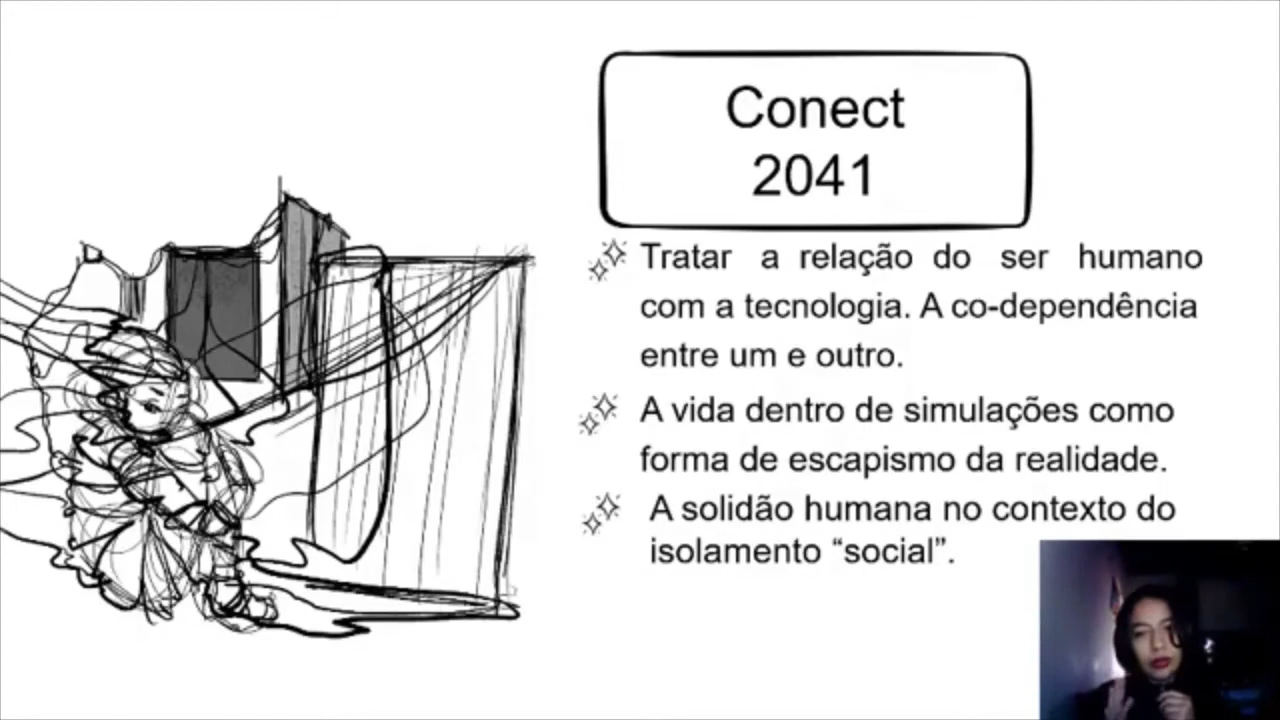 Conect
2041
Tratar a relação do ser humano
com a tecnologia. A co-dependência
entre um e outro.
A vida dentro de simulações como
forma de escapismo da realidade.
A solidão humana no contexto do
isolamento “social”.